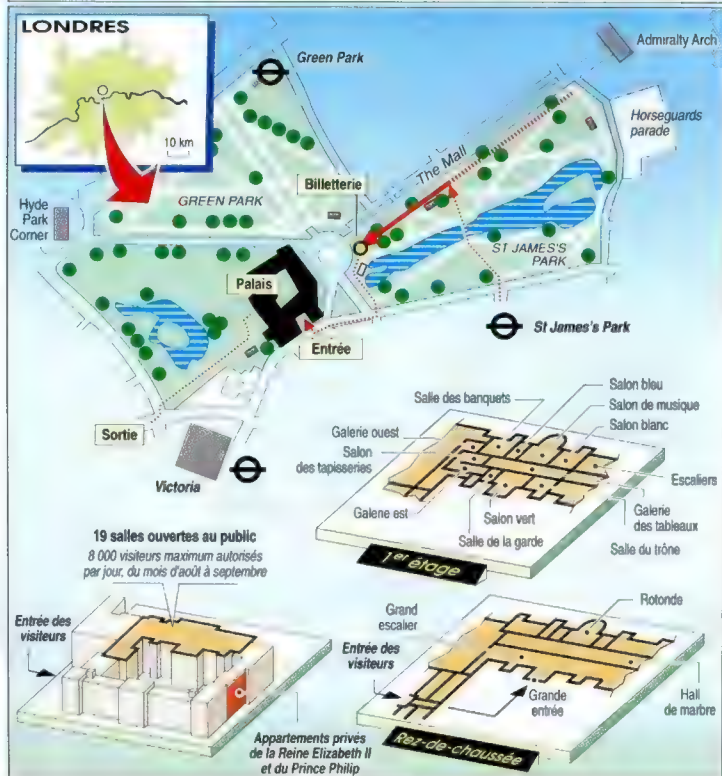 LONDRES
10 km
Green Park
Admiralty Arch
Horseguards
parade
The Mall
Billetterie
GREEN PARK
Hyde
Park
Corner
ST JAMES'S
PARK
Palais
Entrée
St James's Park
Sortie
Victoria
Salle des banquets
Salon bleu
Salon de musique
Salon blanc
Galerie ouest
Salon
des tapisseries
Escaliers
Galerie est
Salon vert
Salle de la garde
Galerie
des tableaux
Salle du trône
1er étage
19 salles ouvertes au public
8 000 visiteurs maximum autorisés
par jour, du mois d'août à septembre
Entrée des
visiteurs
Appartements privés
de la Reine Elizabeth II
et du Prince Philip
Grand
escalier
Rotonde
Entrée des
visiteurs
Grande
entrée
Hall
de marbre
Rez-de-chaussée